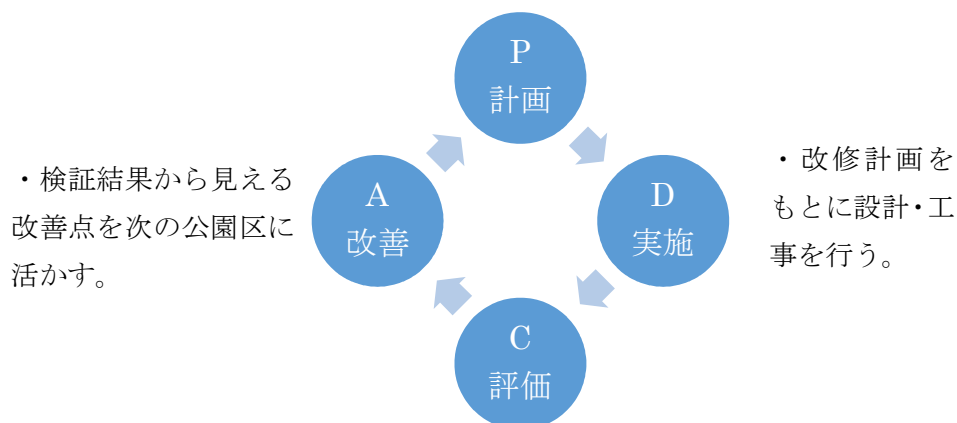 P
計画
・検証結果から見える
改善点を次の公園区に
活かす。
A
改善
D
実施
・改修計画を
もとに設計・工
事を行う。
C
評価